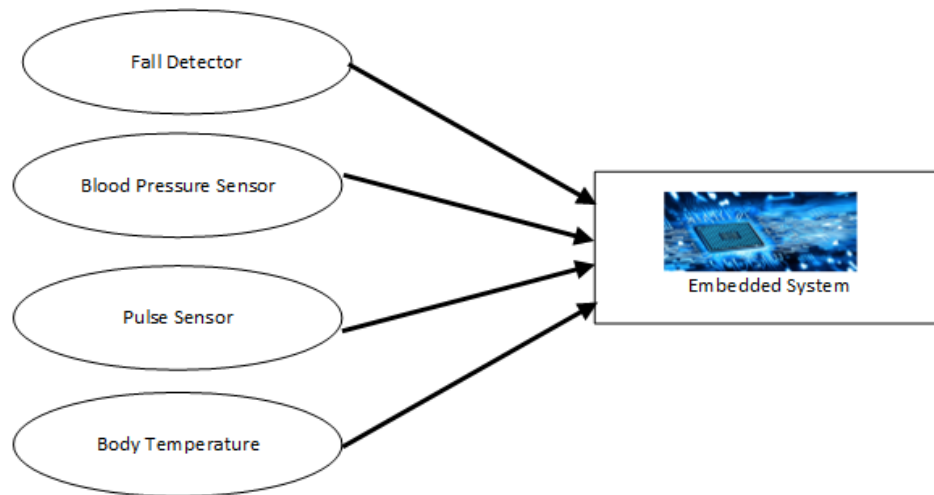 Fall Detector
Blood Pressure Sensor
Pulse Sensor
Body Temperature
Embedded System